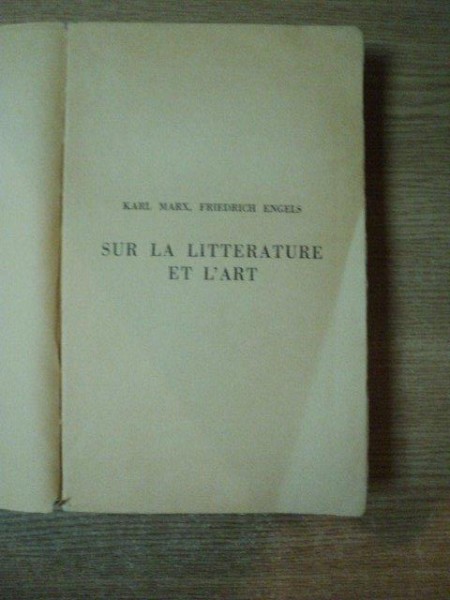 KARL MARX, FRIEDRICH ENGELS
SUR LA LITTERATURE
ET L'ART